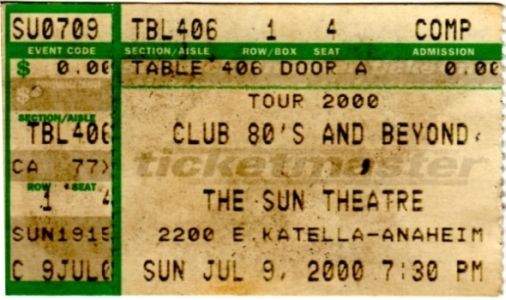 SU0709 TBL406 1 4 COMP
EVENT CODE SECTION/AISLE ROW/BOX SEAT ADMISSION
$ 0.00 TABLE 406 DOOR A 0.00
TOUR 2000
SECTION/AISLE
TBL406 CLUB 80'S AND BEYOND
CA 77X ticketmaster
ROW SEAT
1 4 THE SUN THEATRE
SUN1915 2200 E.KATELLA-ANAHEIM
C 9JUL0 SUN JUL 9, 2000 7:30 PM